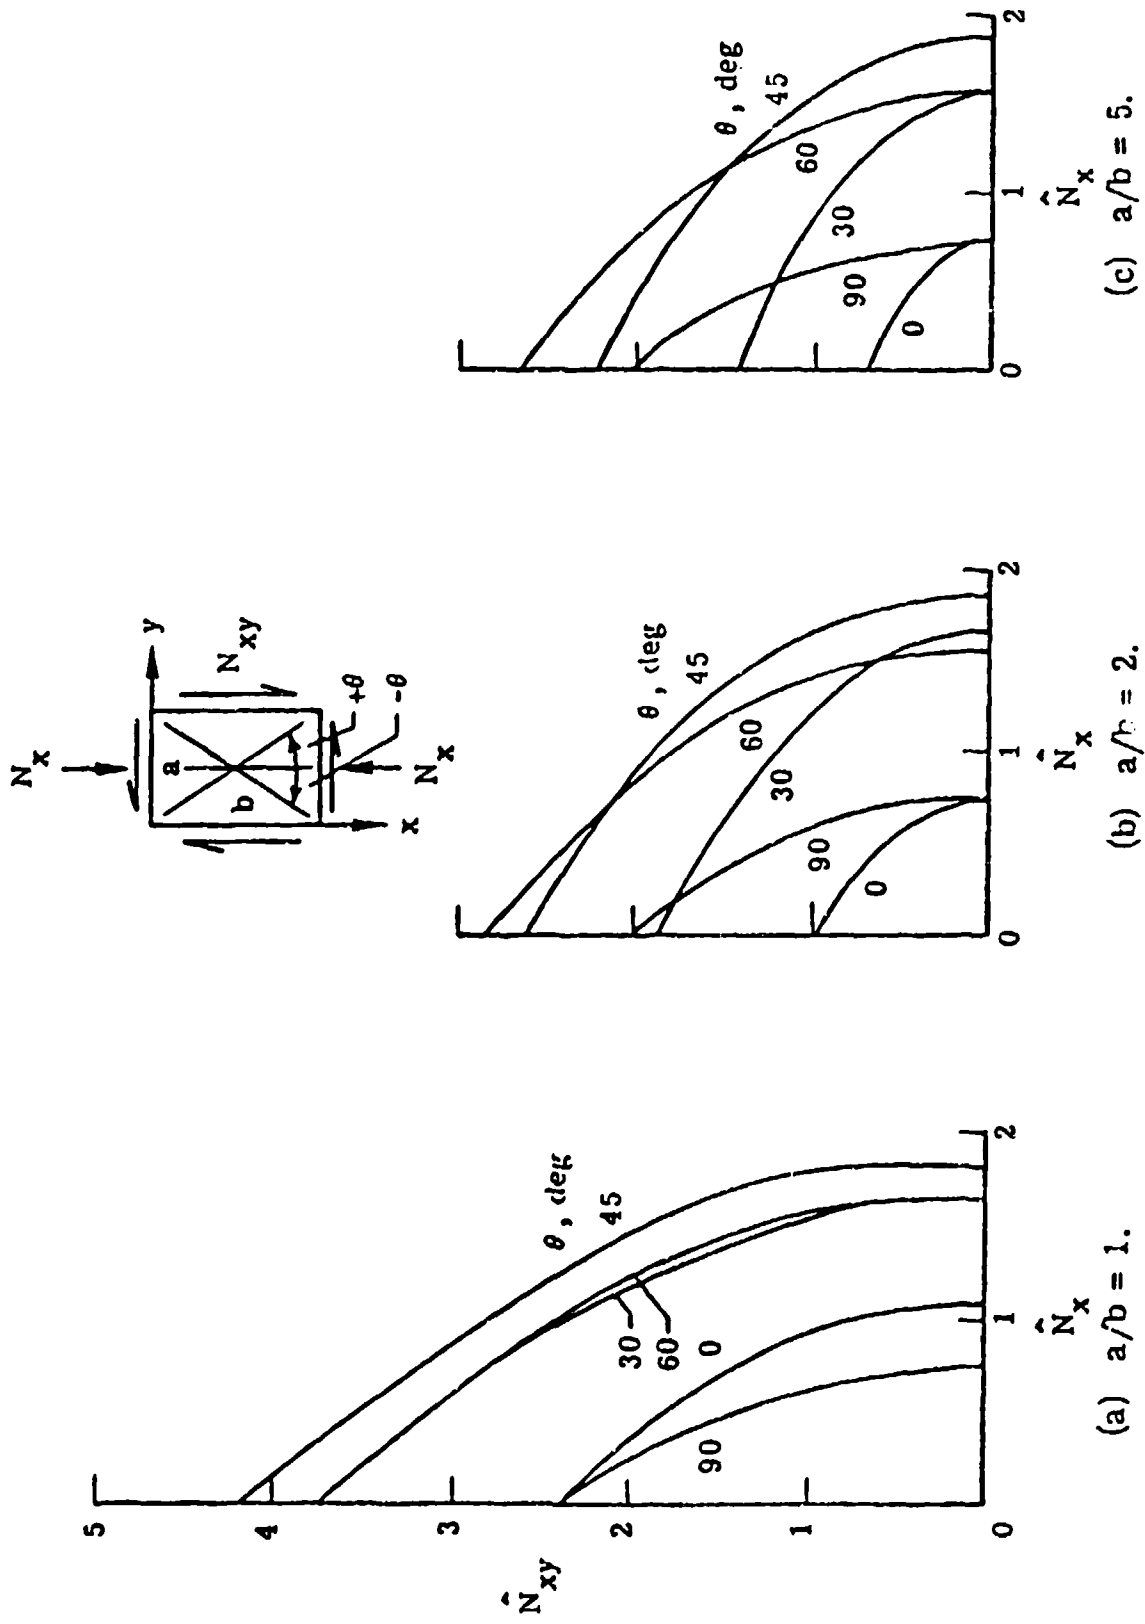 N̂xy
5
4
3
2
1
0
1
2
N̂x
θ, deg
45
30
60
0
90
(a) a/b = 1.
Nx
y
Nxy
a
b
+θ
-θ
Nx
x
θ, deg
45
60
30
90
0
0
1
2
N̂x
(b) a/b = 2.
θ, deg
45
60
30
90
0
0
1
2
N̂x
(c) a/b = 5.